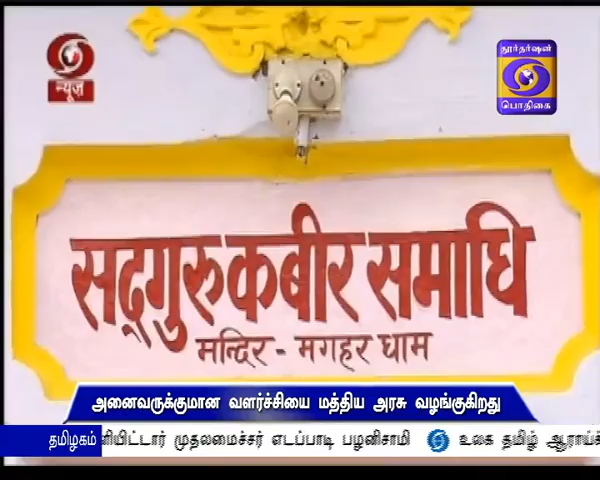 न्यूज़
தூர்தர்ஷன்
பொதிகை
सद्गुरु कबीर समाधि
मन्दिर - मगहर धाम
அனைவருக்குமான வளர்ச்சியை மத்திய அரசு வழங்குகிறது
தமிழகம் ளியிட்டார் முதலமைச்சர் எடப்பாடி பழனிசாமி உலக தமிழ்